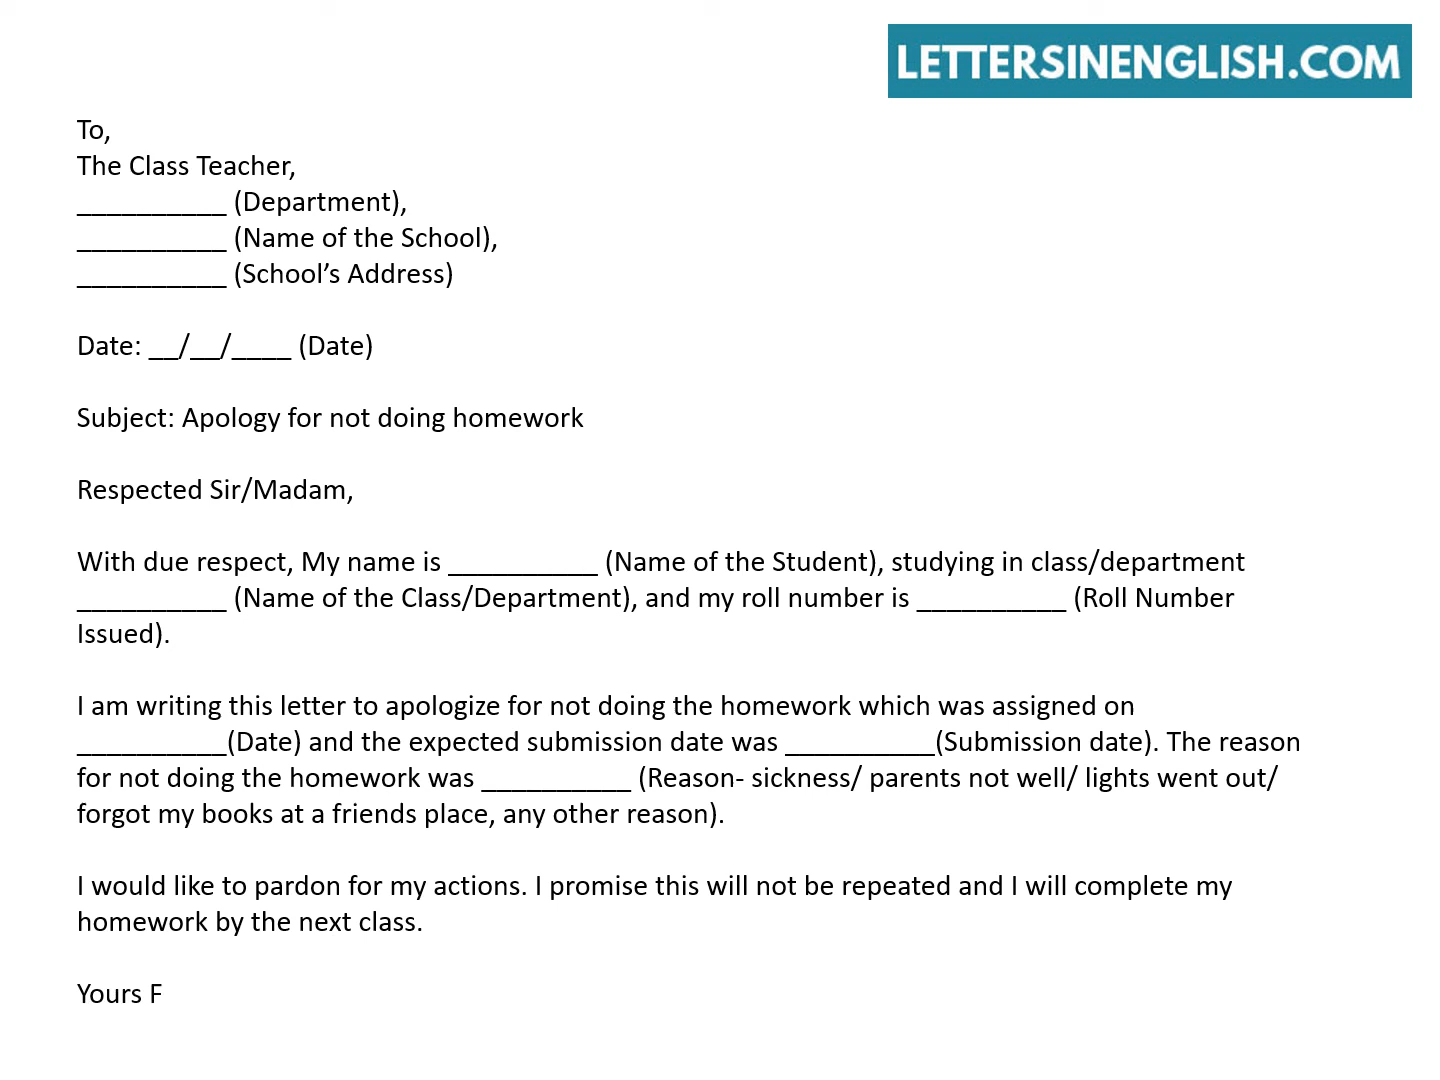 LETTERSINENGLISH.COM
To,
The Class Teacher,
__________ (Department),
__________ (Name of the School),
__________ (School’s Address)
Date: __/__/____ (Date)
Subject: Apology for not doing homework
Respected Sir/Madam,
With due respect, My name is __________ (Name of the Student), studying in class/department
__________ (Name of the Class/Department), and my roll number is __________ (Roll Number
Issued).
I am writing this letter to apologize for not doing the homework which was assigned on
__________(Date) and the expected submission date was __________(Submission date). The reason
for not doing the homework was __________ (Reason- sickness/ parents not well/ lights went out/
forgot my books at a friends place, any other reason).
I would like to pardon for my actions. I promise this will not be repeated and I will complete my
homework by the next class.
Yours F